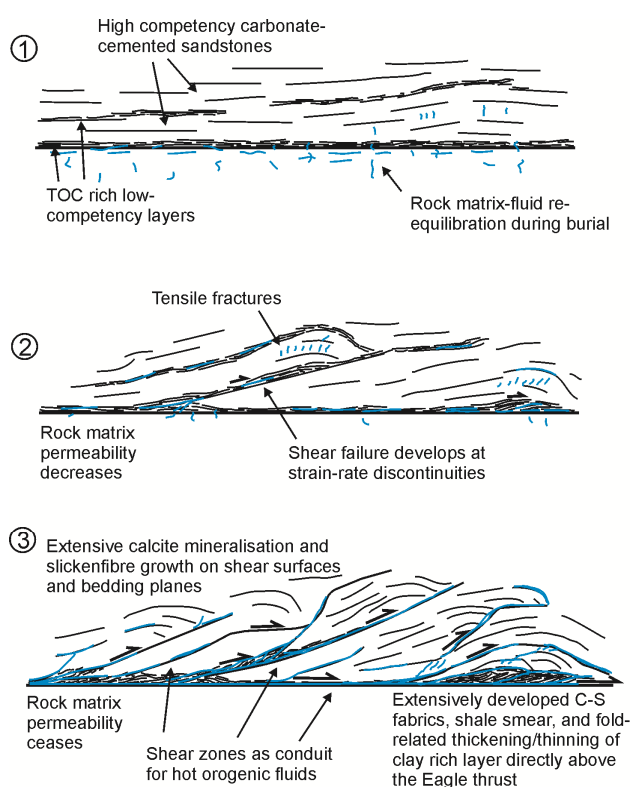 1
High competency carbonate-
cemented sandstones
TOC rich low-
competency layers
Rock matrix-fluid re-
equilibration during burial
2
Tensile fractures
Rock matrix
permeability
decreases
Shear failure develops at
strain-rate discontinuities
3
Extensive calcite mineralisation and
slickenfibre growth on shear surfaces
and bedding planes
Rock matrix
permeability
ceases
Shear zones as conduit
for hot orogenic fluids
Extensively developed C-S
fabrics, shale smear, and fold-
related thickening/thinning of
clay rich layer directly above
the Eagle thrust